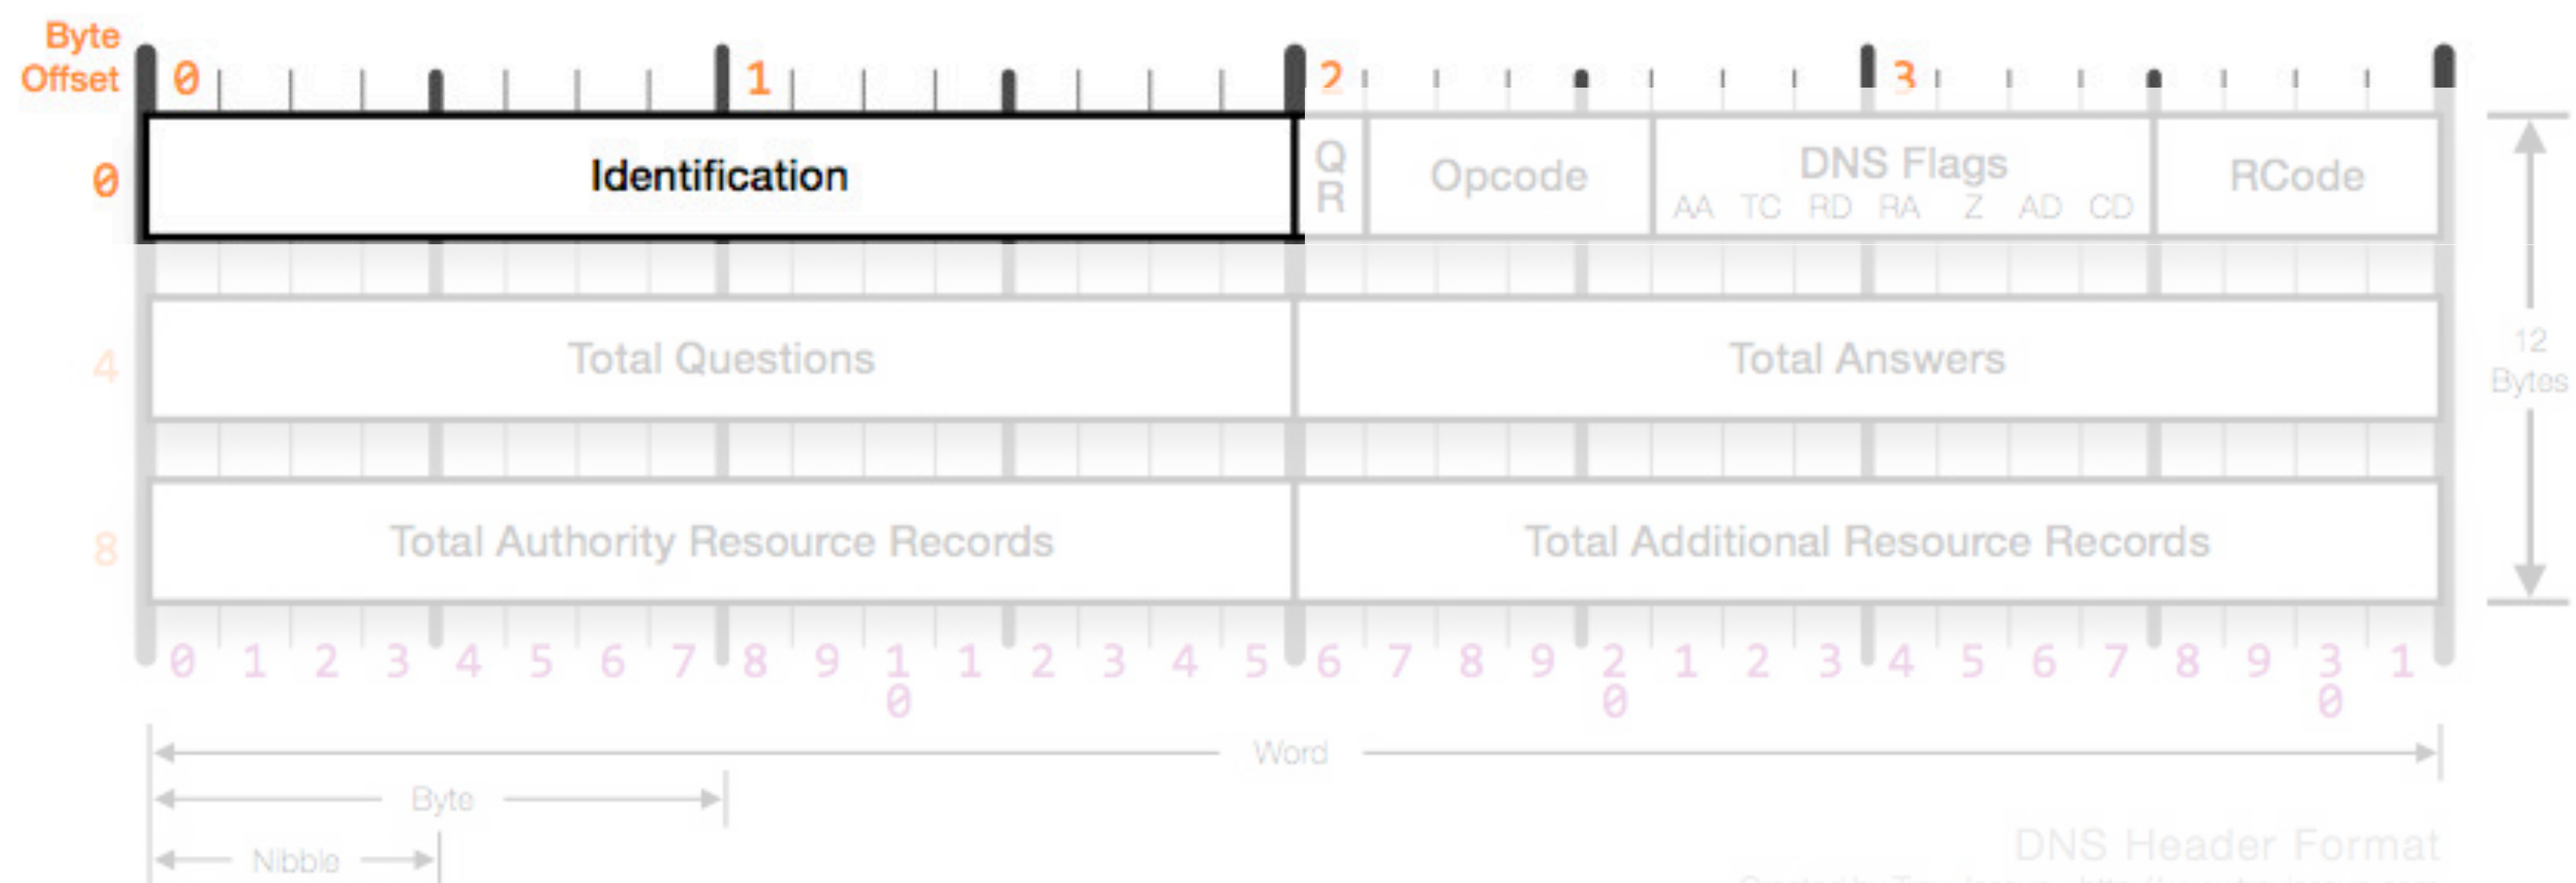 Byte
Offset
0 1 2 3
0
Identification
Q
R
Opcode
DNS Flags
AA TC RD RA Z AD CD
RCode
4
Total Questions
Total Answers
12
Bytes
8
Total Authority Resource Records
Total Additional Resource Records
0 1 2 3 4 5 6 7 8 9 1 1 2 3 4 5 6 7 8 9 2 1 2 3 4 5 6 7 8 9 3 1
0 0 0
Word
Byte
Nibble
DNS Header Format